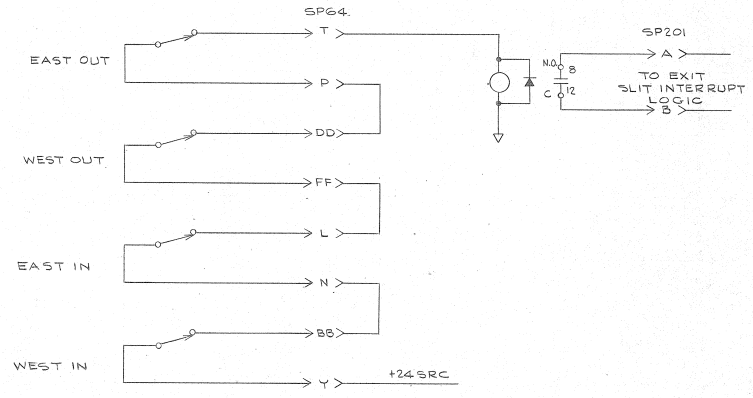 SP64.
T
SP201
EAST OUT
N.O.
8
A
P
C
12
TO EXIT
SLIT INTERRUPT
LOGIC
B
DD
WEST OUT
FF
L
EAST IN
N
BB
WEST IN
Y
+24 SRC